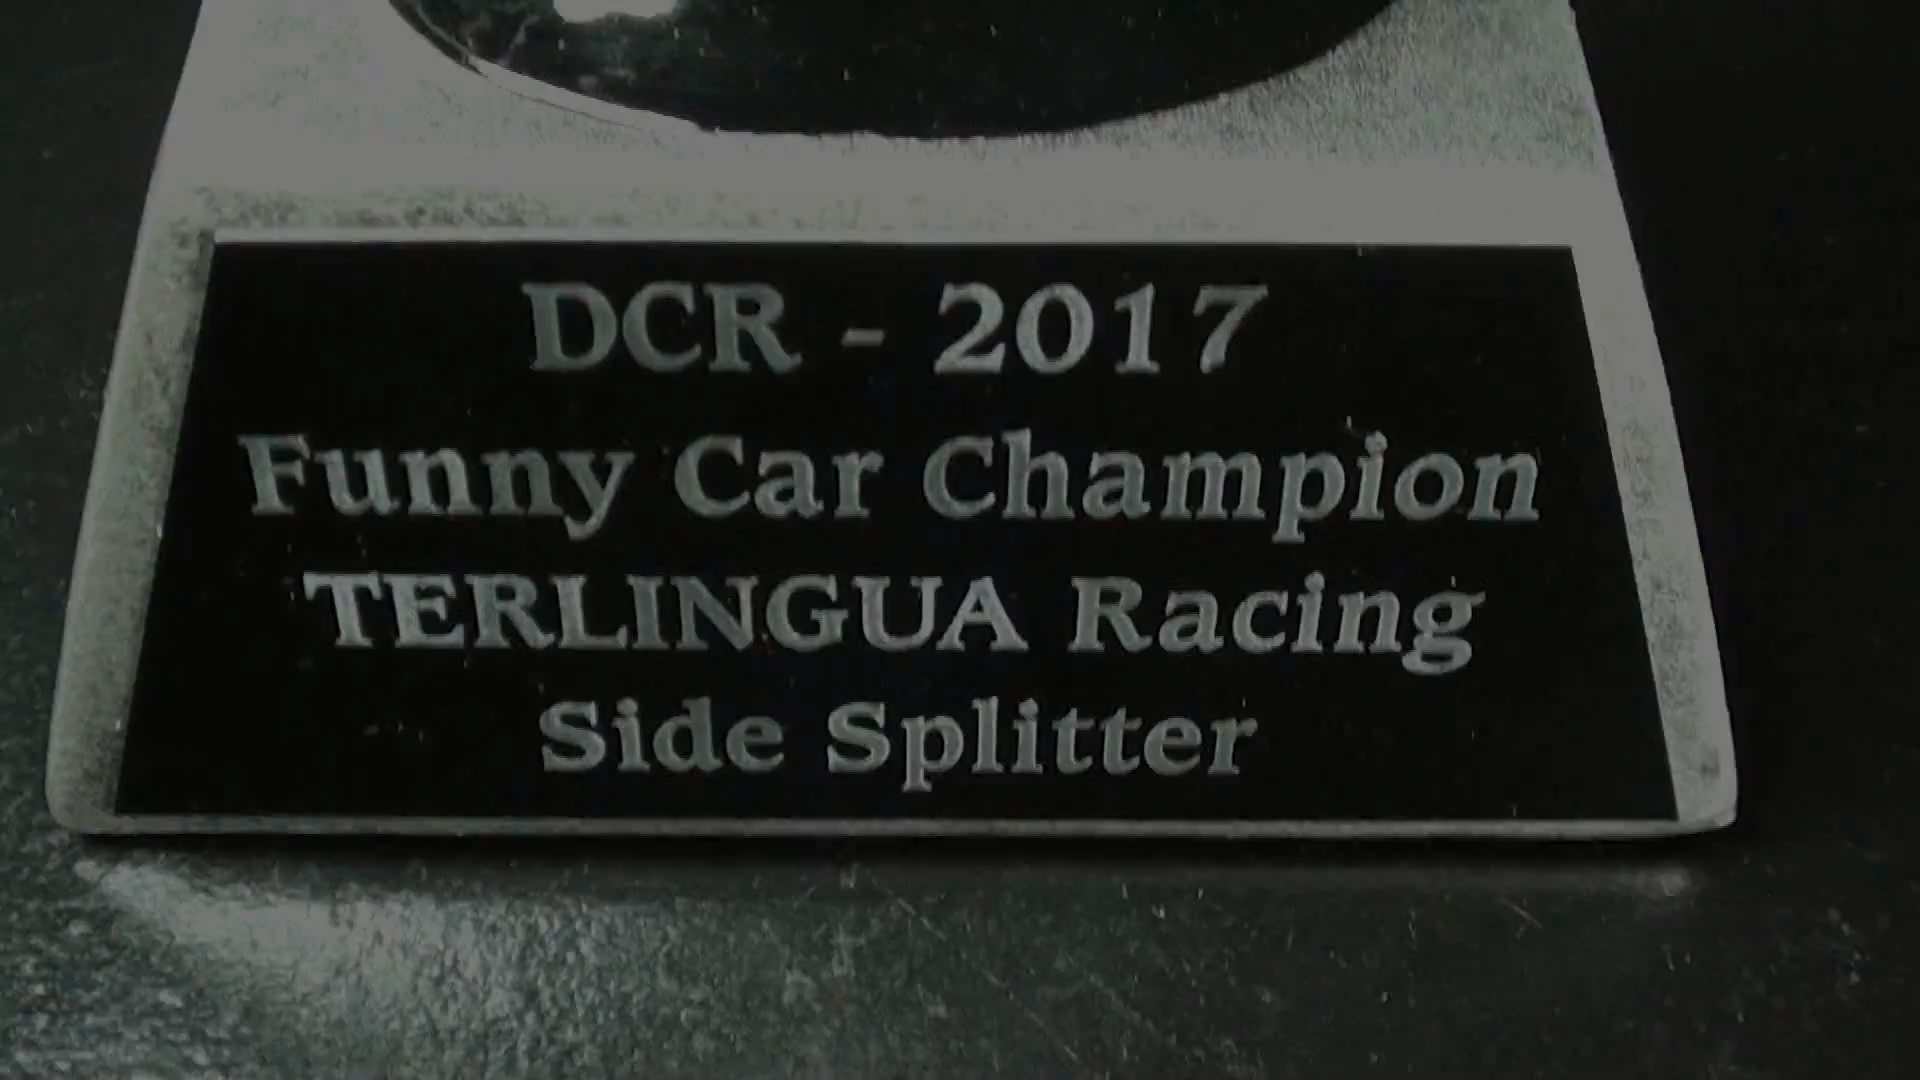 DCR - 2017
Funny Car Champion
TERLINGUA Racing
Side Splitter